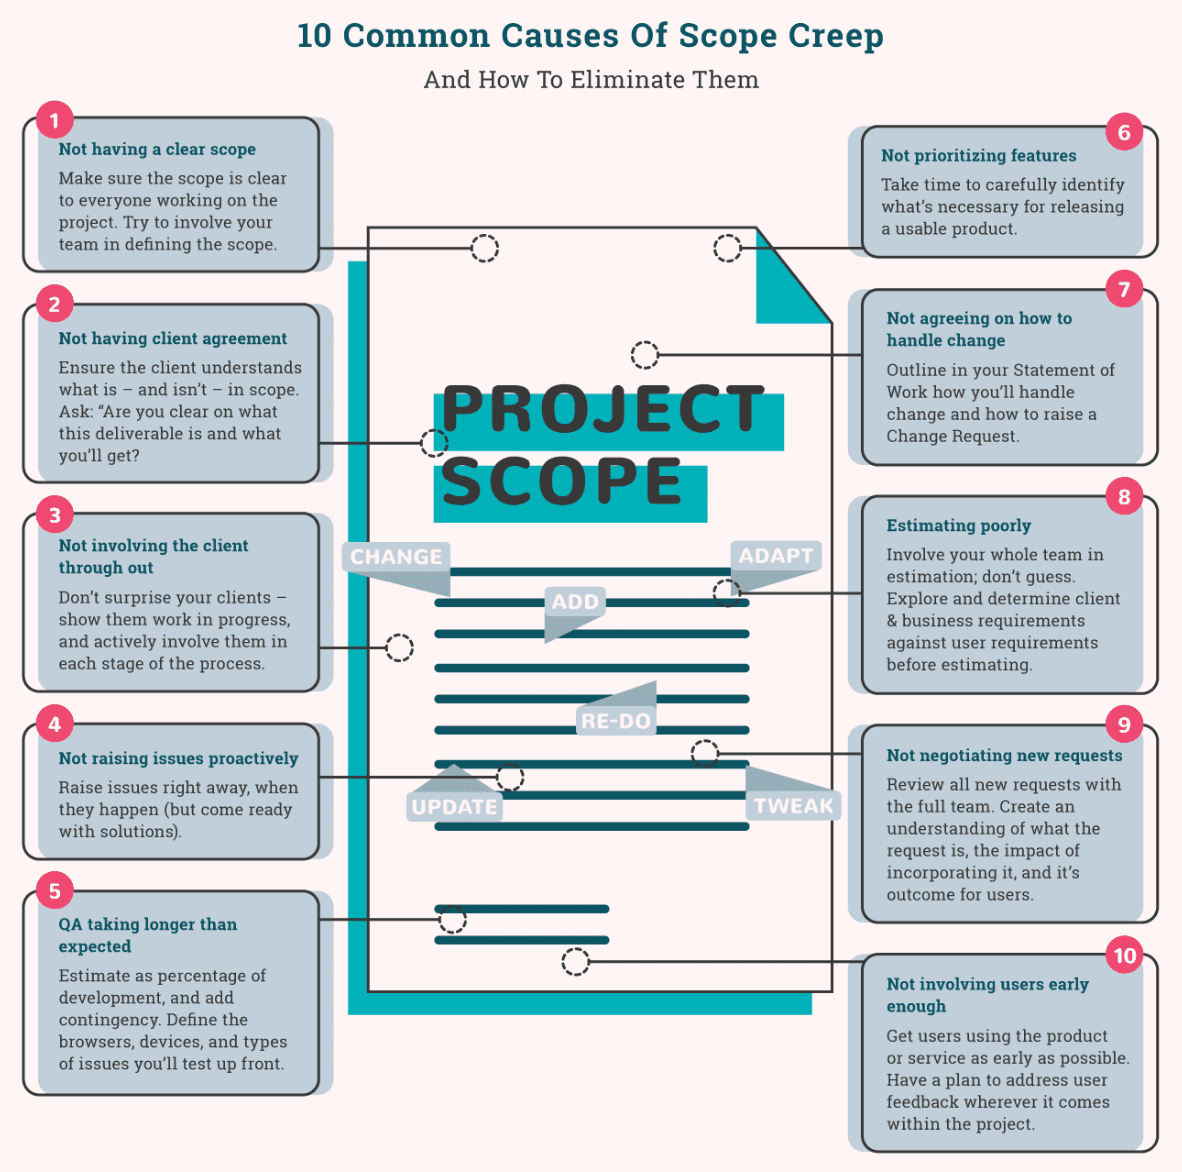 10 Common Causes Of Scope Creep
And How To Eliminate Them
1
Not having a clear scope
Make sure the scope is clear
to everyone working on the
project. Try to involve your
team in defining the scope.
2
Not having client agreement
Ensure the client understands
what is – and isn't – in scope.
Ask: “Are you clear on what
this deliverable is and what
you'll get?
3
Not involving the client
through out
Don't surprise your clients –
show them work in progress,
and actively involve them in
each stage of the process.
4
Not raising issues proactively
Raise issues right away, when
they happen (but come ready
with solutions).
5
QA taking longer than
expected
Estimate as percentage of
development, and add
contingency. Define the
browsers, devices, and types
of issues you'll test up front.
PROJECT
SCOPE
CHANGE
ADAPT
ADD
RE-DO
UPDATE
TWEAK
6
Not prioritizing features
Take time to carefully identify
what's necessary for releasing
a usable product.
7
Not agreeing on how to
handle change
Outline in your Statement of
Work how you'll handle
change and how to raise a
Change Request.
8
Estimating poorly
Involve your whole team in
estimation; don't guess.
Explore and determine client
& business requirements
against user requirements
before estimating.
9
Not negotiating new requests
Review all new requests with
the full team. Create an
understanding of what the
request is, the impact of
incorporating it, and it's
outcome for users.
10
Not involving users early
enough
Get users using the product
or service as early as possible.
Have a plan to address user
feedback wherever it comes
within the project.